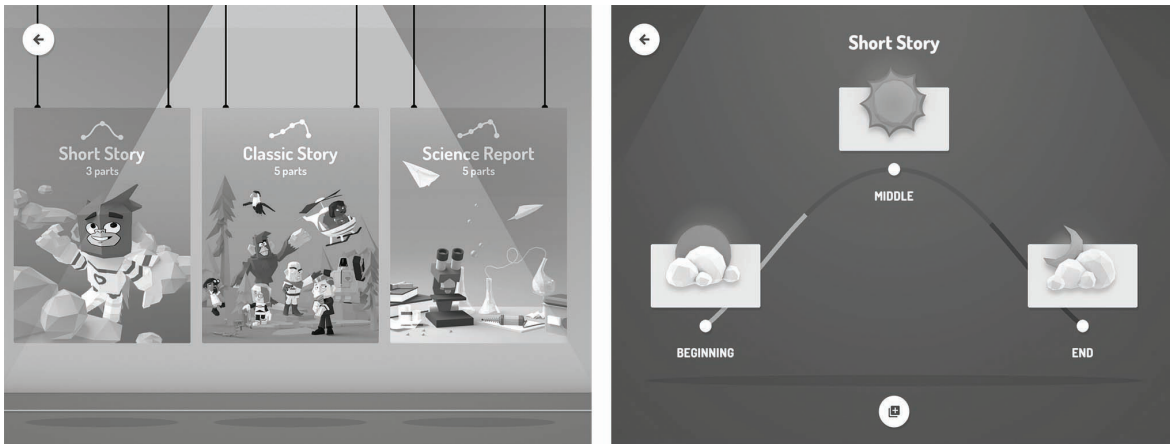 Short Story
3 parts
Classic Story
5 parts
Science Report
5 parts
Short Story
MIDDLE
BEGINNING
END